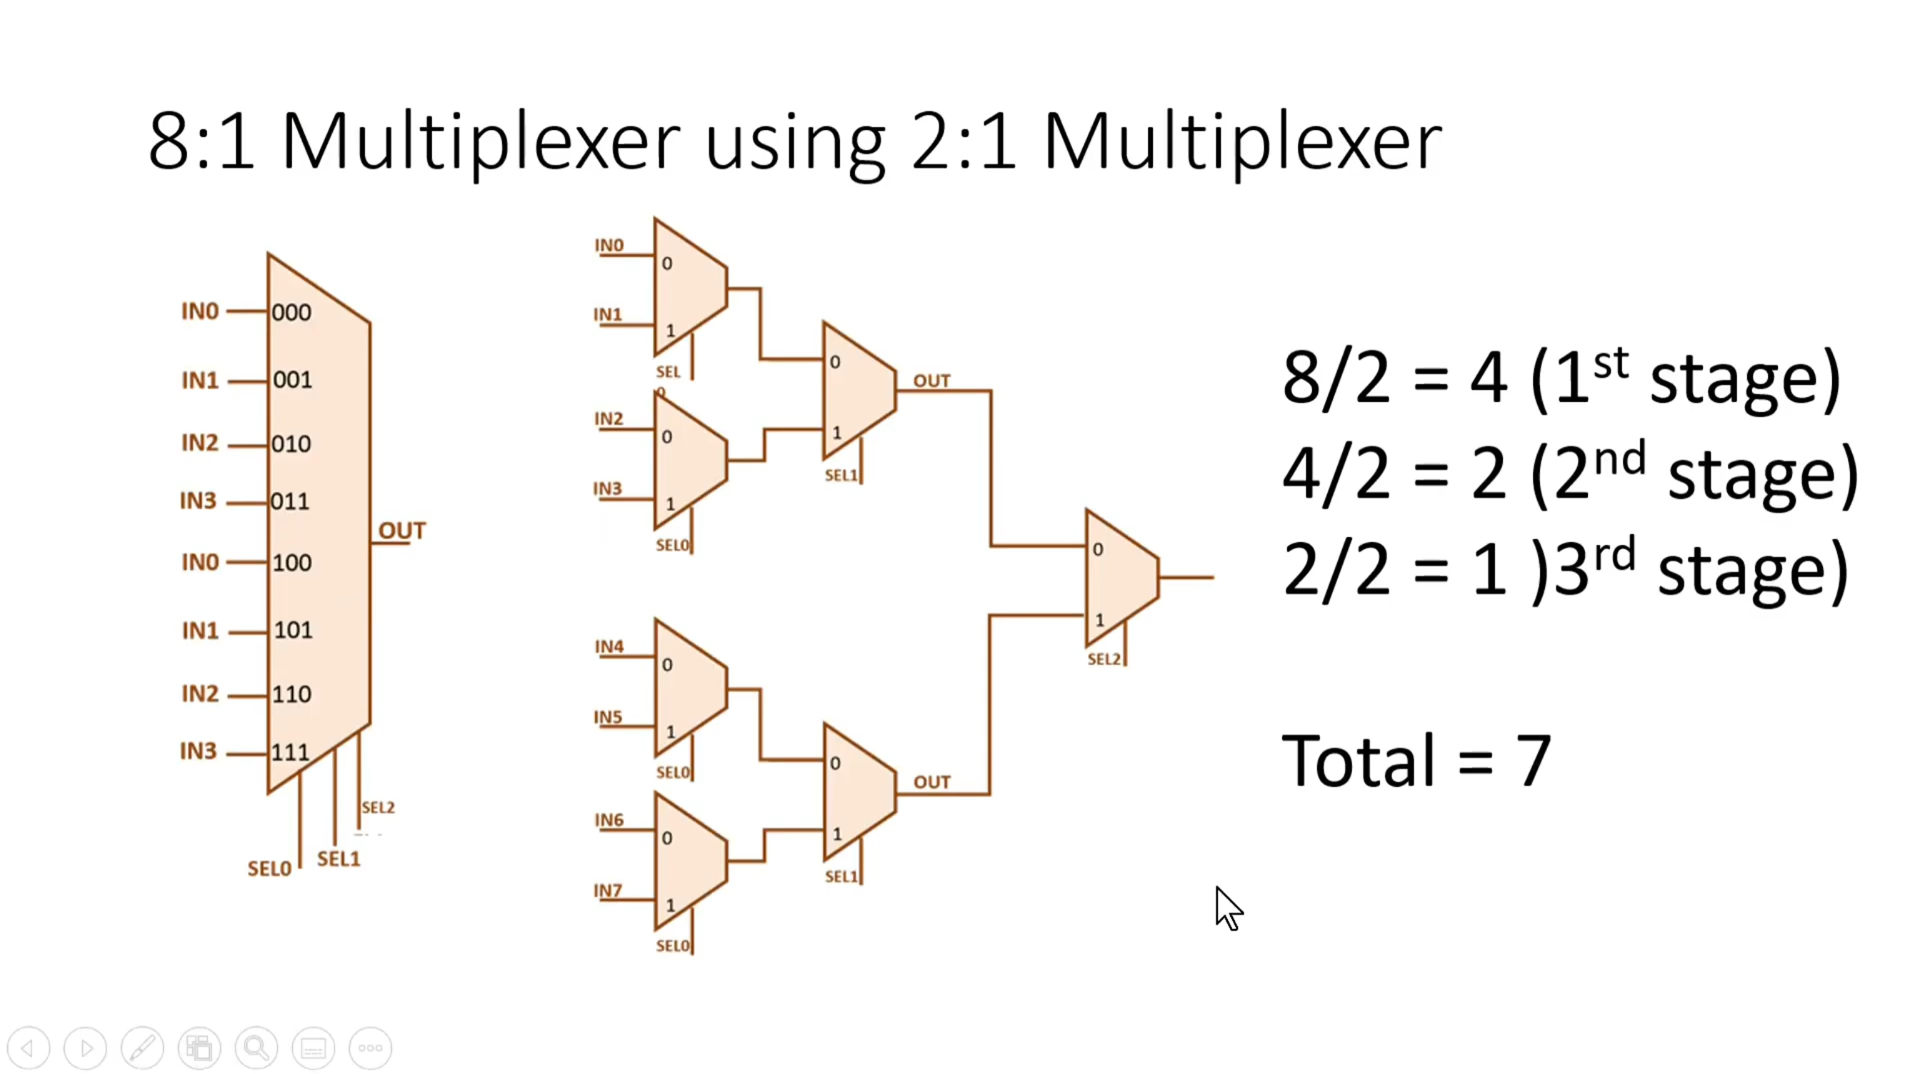 8:1 Multiplexer using 2:1 Multiplexer
IN0
000
IN1
001
IN2
010
IN3
011
IN0
100
IN1
101
IN2
110
IN3
111
OUT
SEL2
SEL1
SEL0
IN0
0
IN1
1
SEL
0
IN2
0
IN3
1
SEL0
0
1
SEL1
OUT
IN4
0
IN5
1
SEL0
IN6
0
IN7
1
SEL0
0
1
SEL1
OUT
0
1
SEL2
8/2 = 4 (1st stage)
4/2 = 2 (2nd stage)
2/2 = 1 )3rd stage)
Total = 7